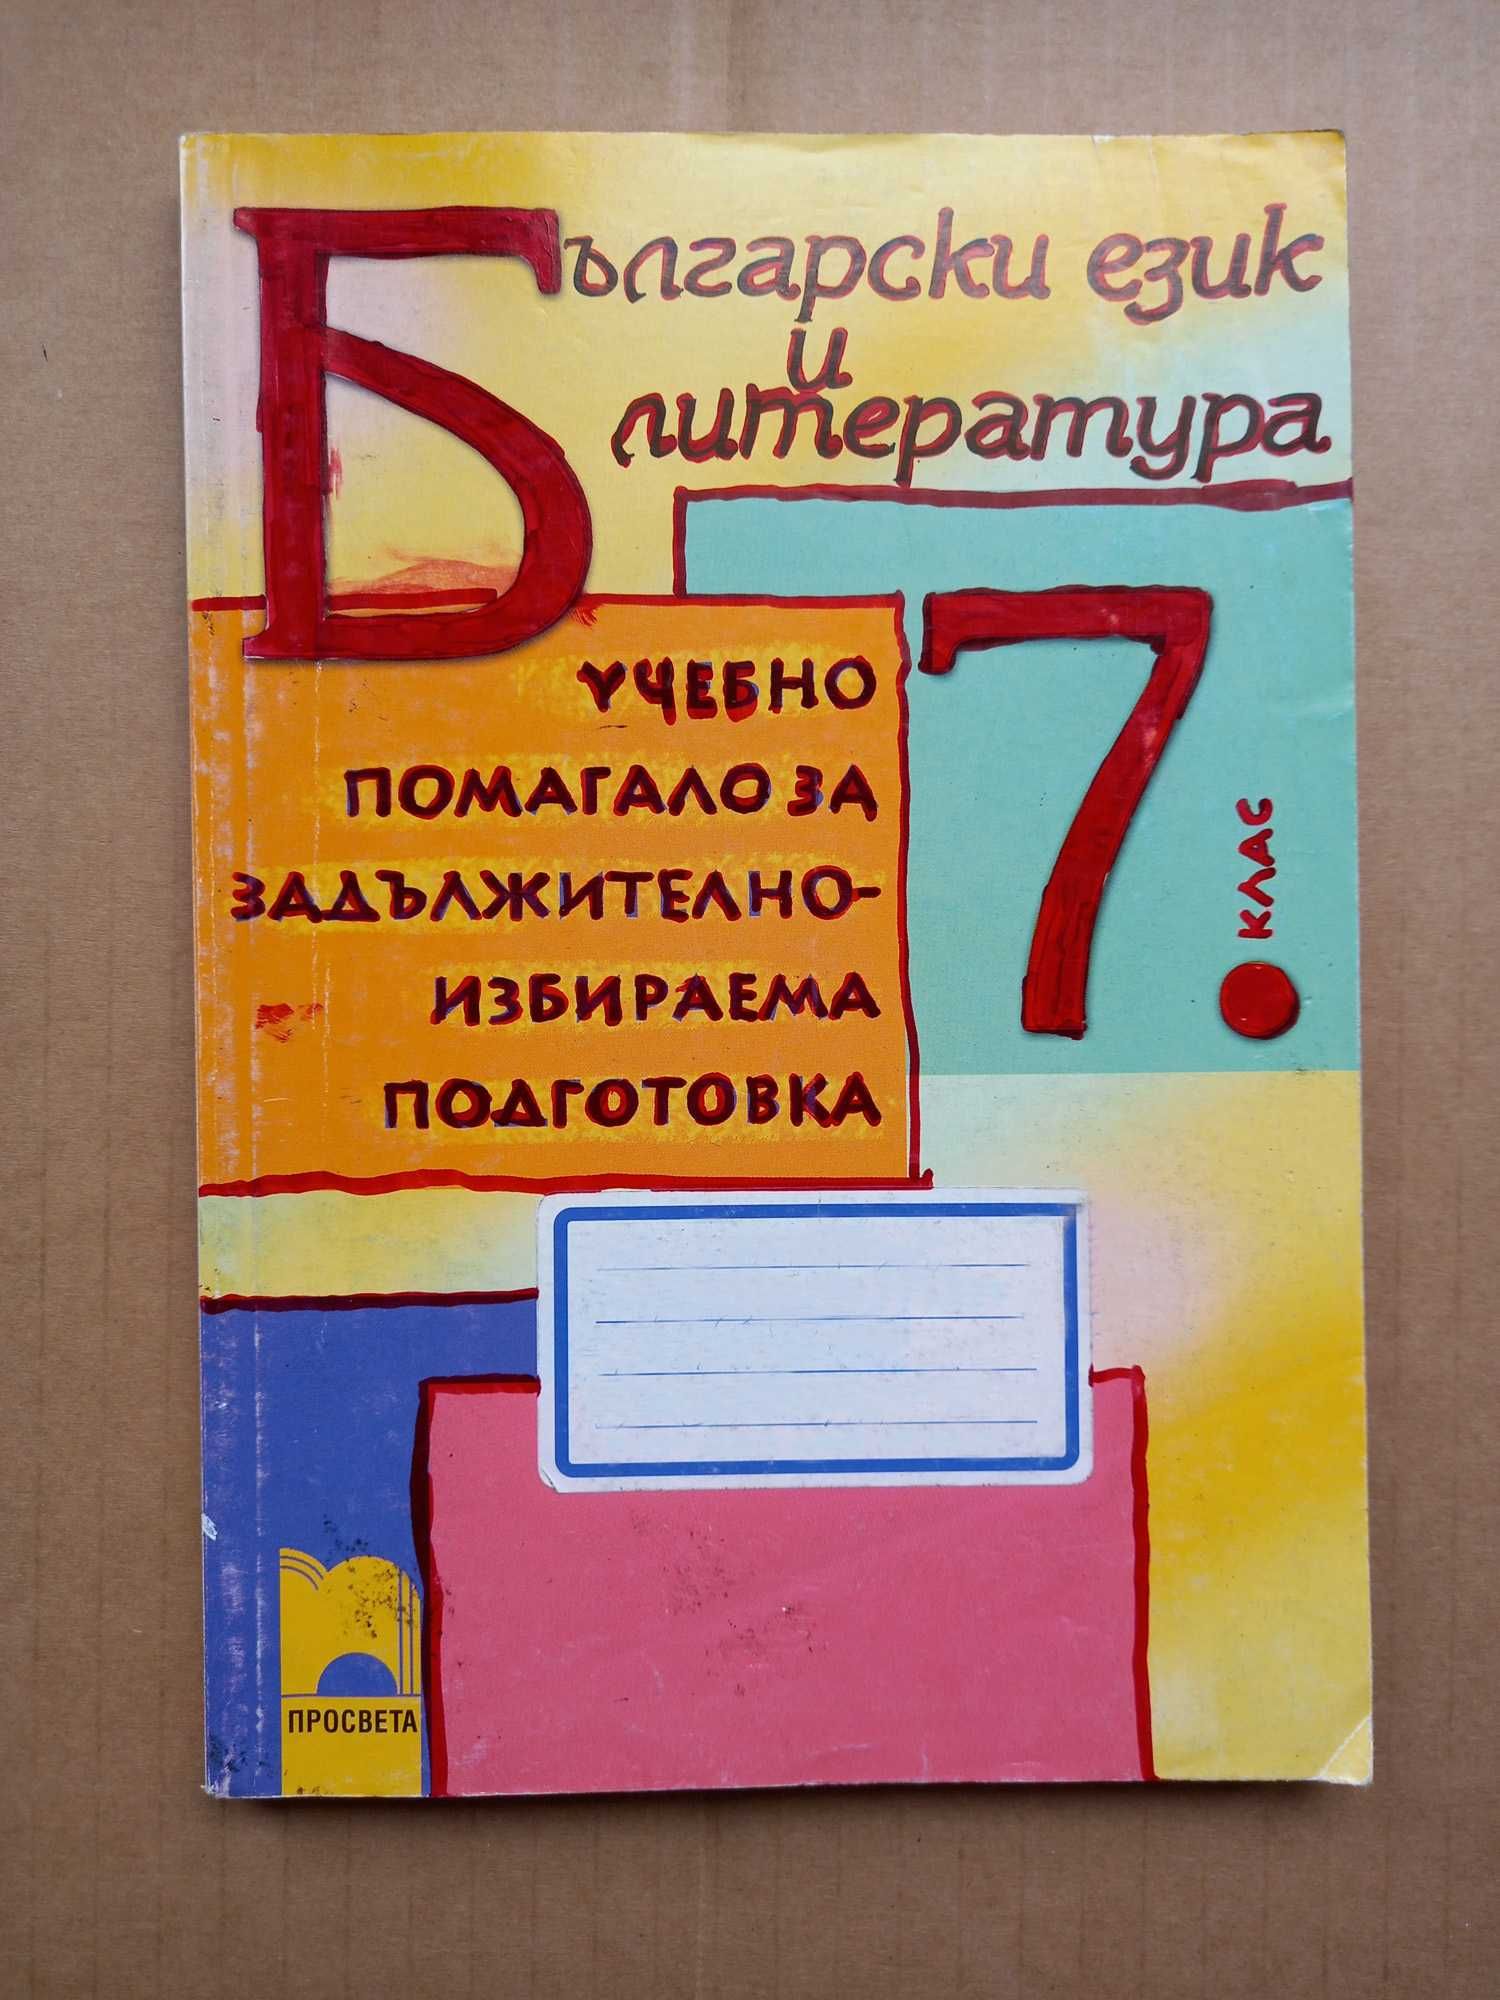 Български език
и
литература
УЧЕБНО
ПОМАГАЛО ЗА
ЗАДЪЛЖИТЕЛНО-
ИЗБИРАЕМА
ПОДГОТОВКА
7. КЛАС
ПРОСВЕТА